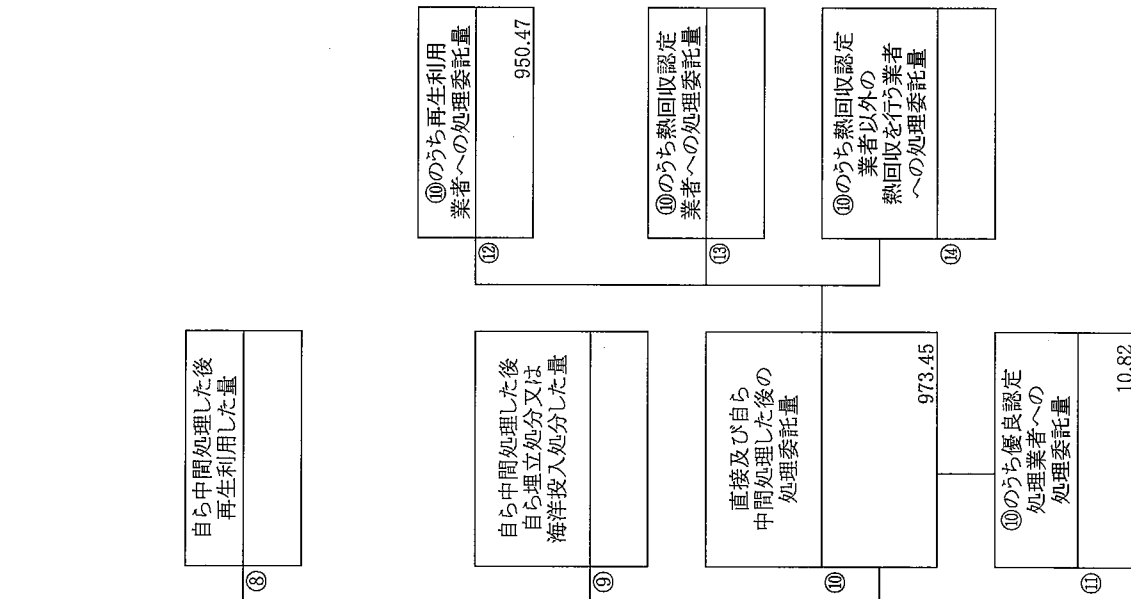 ⑧
自ら中間処理した後
再生利用した量
⑨
自ら中間処理した後
自ら埋立処分又は
海洋投入処分した量
⑩
直接及び自ら
中間処理した後の
処理委託量
973.45
⑪
⑩のうち優良認定
処理業者への
処理委託量
10.82
⑫
⑩のうち再生利用
業者への処理委託量
950.47
⑬
⑩のうち熱回収認定
業者への処理委託量
⑭
⑩のうち熱回収認定
業者以外の
熱回収を行う業者
への処理委託量